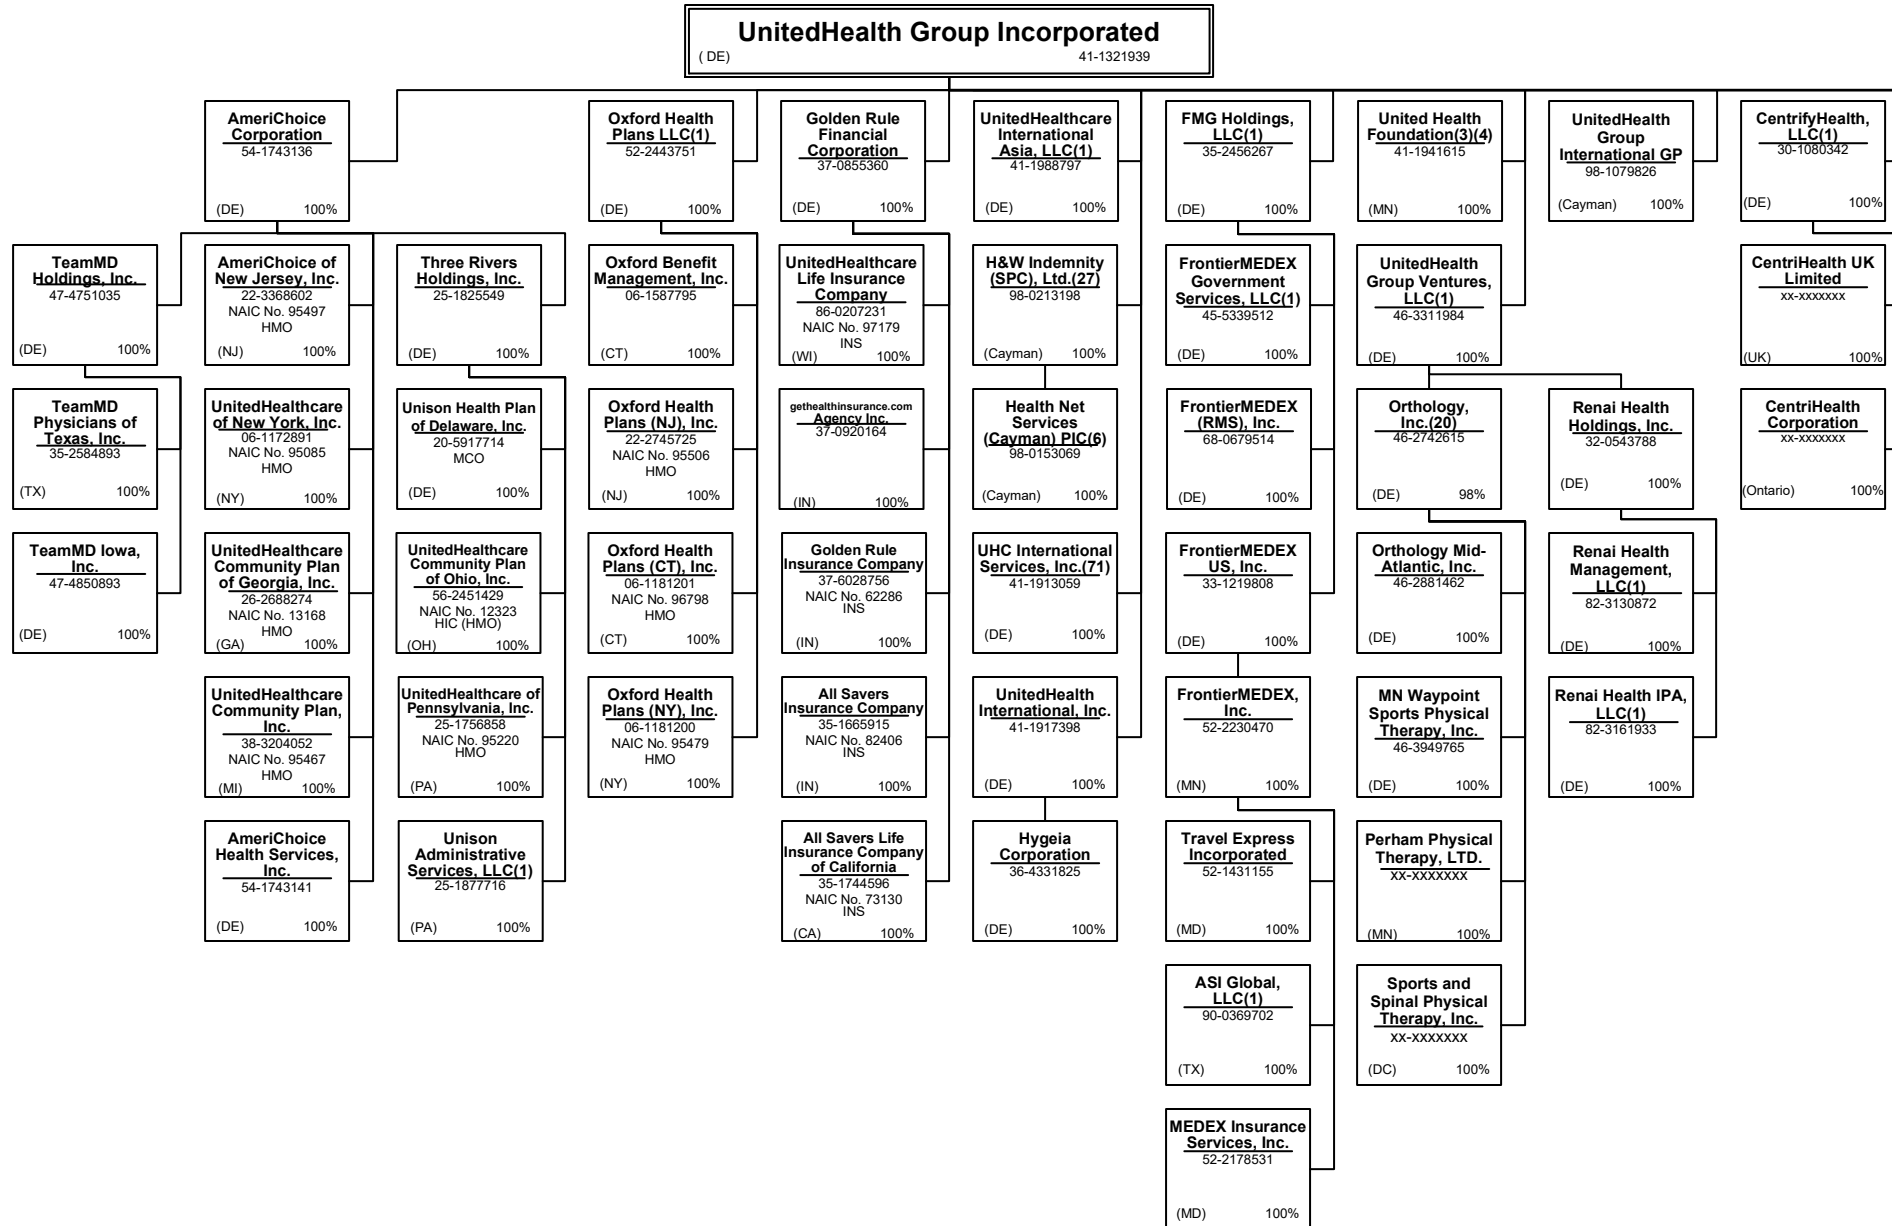 UnitedHealth Group Incorporated
( DE) 41-1321939
AmeriChoice
Corporation
54-1743136
(DE) 100%
Oxford Health
Plans LLC(1)
52-2443751
(DE) 100%
Golden Rule
Financial
Corporation
37-0855360
(DE) 100%
UnitedHealthcare
International
Asia, LLC(1)
41-1988797
(DE) 100%
FMG Holdings,
LLC(1)
35-2456267
(DE) 100%
United Health
Foundation(3)(4)
41-1941615
(MN) 100%
UnitedHealth
Group
International GP
98-1079826
(Cayman) 100%
CentrifyHealth,
LLC(1)
30-1080342
(DE) 100%
TeamMD
Holdings, Inc.
47-4751035
(DE) 100%
AmeriChoice of
New Jersey, Inc.
22-3368602
NAIC No. 95497
HMO
(NJ) 100%
Three Rivers
Holdings, Inc.
25-1825549
(DE) 100%
Oxford Benefit
Management, Inc.
06-1587795
(CT) 100%
UnitedHealthcare
Life Insurance
Company
86-0207231
NAIC No. 97179
INS
(WI) 100%
H&W Indemnity
(SPC), Ltd.(27)
98-0213198
(Cayman) 100%
FrontierMEDEX
Government
Services, LLC(1)
45-5339512
(DE) 100%
UnitedHealth
Group Ventures,
LLC(1)
46-3311984
(DE) 100%
CentriHealth UK
Limited
xx-xxxxxxx
(UK) 100%
TeamMD
Physicians of
Texas, Inc.
35-2584893
(TX) 100%
UnitedHealthcare
of New York, Inc.
06-1172891
NAIC No. 95085
HMO
(NY) 100%
Unison Health Plan
of Delaware, Inc.
20-5917714
MCO
(DE) 100%
Oxford Health
Plans (NJ), Inc.
22-2745725
NAIC No. 95506
HMO
(NJ) 100%
gethealthinsurance.com
Agency Inc.
37-0920164
(IN) 100%
Health Net
Services
(Cayman) PIC(6)
98-0153069
(Cayman) 100%
FrontierMEDEX
(RMS), Inc.
68-0679514
(DE) 100%
Orthology,
Inc.(20)
46-2742615
(DE) 98%
Renai Health
Holdings, Inc.
32-0543788
(DE) 100%
CentriHealth
Corporation
xx-xxxxxxx
(Ontario) 100%
TeamMD Iowa,
Inc.
47-4850893
(DE) 100%
UnitedHealthcare
Community Plan
of Georgia, Inc.
26-2688274
NAIC No. 13168
HMO
(GA) 100%
UnitedHealthcare
Community Plan
of Ohio, Inc.
56-2451429
NAIC No. 12323
HIC (HMO)
(OH) 100%
Oxford Health
Plans (CT), Inc.
06-1181201
NAIC No. 96798
HMO
(CT) 100%
Golden Rule
Insurance Company
37-6028756
NAIC No. 62286
INS
(IN) 100%
UHC International
Services, Inc.(71)
41-1913059
(DE) 100%
FrontierMEDEX
US, Inc.
33-1219808
(DE) 100%
Orthology Mid-
Atlantic, Inc.
46-2881462
(DE) 100%
Renai Health
Management,
LLC(1)
82-3130872
(DE) 100%
UnitedHealthcare
Community Plan,
Inc.
38-3204052
NAIC No. 95467
HMO
(MI) 100%
UnitedHealthcare of
Pennsylvania, Inc.
25-1756858
NAIC No. 95220
HMO
(PA) 100%
Oxford Health
Plans (NY), Inc.
06-1181200
NAIC No. 95479
HMO
(NY) 100%
All Savers
Insurance Company
35-1665915
NAIC No. 82406
INS
(IN) 100%
UnitedHealth
International, Inc.
41-1917398
(DE) 100%
FrontierMEDEX,
Inc.
52-2230470
(MN) 100%
MN Waypoint
Sports Physical
Therapy, Inc.
46-3949765
(DE) 100%
Renai Health IPA,
LLC(1)
82-3161933
(DE) 100%
AmeriChoice
Health Services,
Inc.
54-1743141
(DE) 100%
Unison
Administrative
Services, LLC(1)
25-1877716
(PA) 100%
All Savers Life
Insurance Company
of California
35-1744596
NAIC No. 73130
INS
(CA) 100%
Hygeia
Corporation
36-4331825
(DE) 100%
Travel Express
Incorporated
52-1431155
(MD) 100%
Perham Physical
Therapy, LTD.
xx-xxxxxxx
(MN) 100%
ASI Global,
LLC(1)
90-0369702
(TX) 100%
Sports and
Spinal Physical
Therapy, Inc.
xx-xxxxxxx
(DC) 100%
MEDEX Insurance
Services, Inc.
52-2178531
(MD) 100%